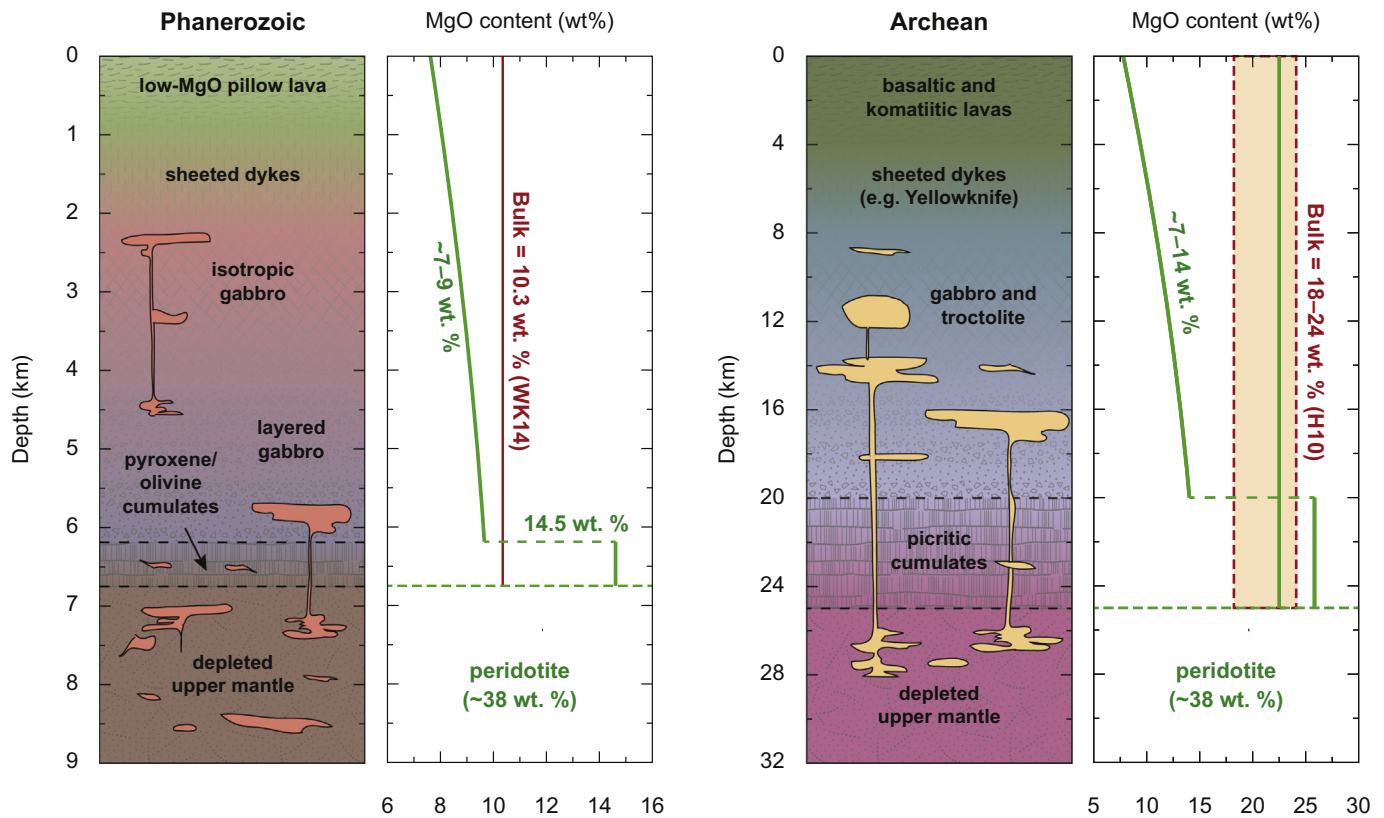 Phanerozoic
MgO content (wt%)
Archean
MgO content (wt%)
Depth (km)
0
1
2
3
4
5
6
7
8
9
low-MgO pillow lava
sheeted dykes
isotropic
gabbro
layered
gabbro
pyroxene/
olivine
cumulates
depleted
upper mantle
~7–9 wt. %
Bulk = 10.3 wt. % (WK14)
14.5 wt. %
peridotite
(~38 wt. %)
6
8
10
12
14
16
Depth (km)
0
4
8
12
16
20
24
28
32
basaltic and
komatiitic lavas
sheeted dykes
(e.g. Yellowknife)
gabbro and
troctolite
picritic
cumulates
depleted
upper mantle
~7–14 wt. %
Bulk = 18–24 wt. % (H10)
peridotite
(~38 wt. %)
5
10
15
20
25
30